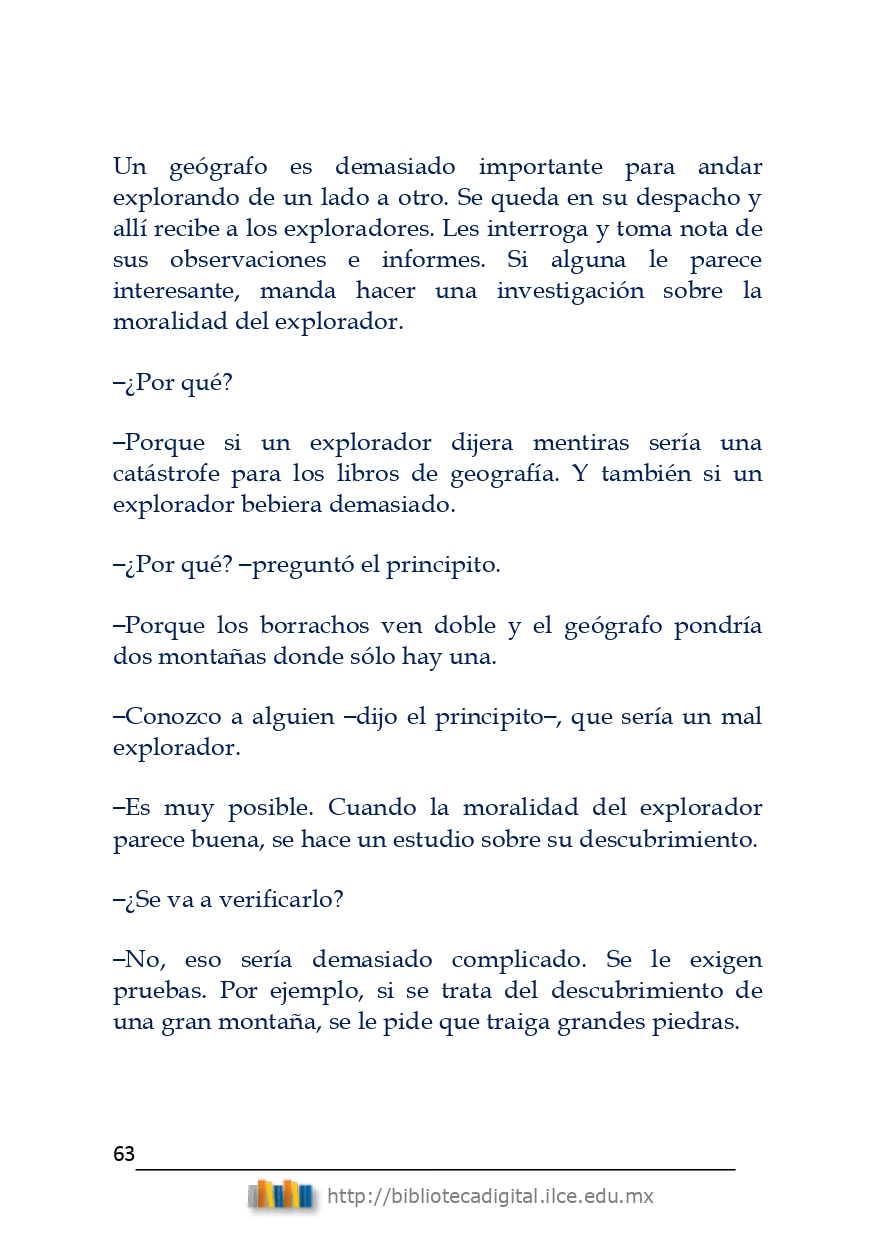 Un geógrafo es demasiado importante para andar
explorando de un lado a otro. Se queda en su despacho y
allí recibe a los exploradores. Les interroga y toma nota de
sus observaciones e informes. Si alguna le parece
interesante, manda hacer una investigación sobre la
moralidad del explorador.
–¿Por qué?
–Porque si un explorador dijera mentiras sería una
catástrofe para los libros de geografía. Y también si un
explorador bebiera demasiado.
–¿Por qué? –preguntó el principito.
–Porque los borrachos ven doble y el geógrafo pondría
dos montañas donde sólo hay una.
–Conozco a alguien –dijo el principito–, que sería un mal
explorador.
–Es muy posible. Cuando la moralidad del explorador
parece buena, se hace un estudio sobre su descubrimiento.
–¿Se va a verificarlo?
–No, eso sería demasiado complicado. Se le exigen
pruebas. Por ejemplo, si se trata del descubrimiento de
una gran montaña, se le pide que traiga grandes piedras.
63
http://bibliotecadigital.ilce.edu.mx